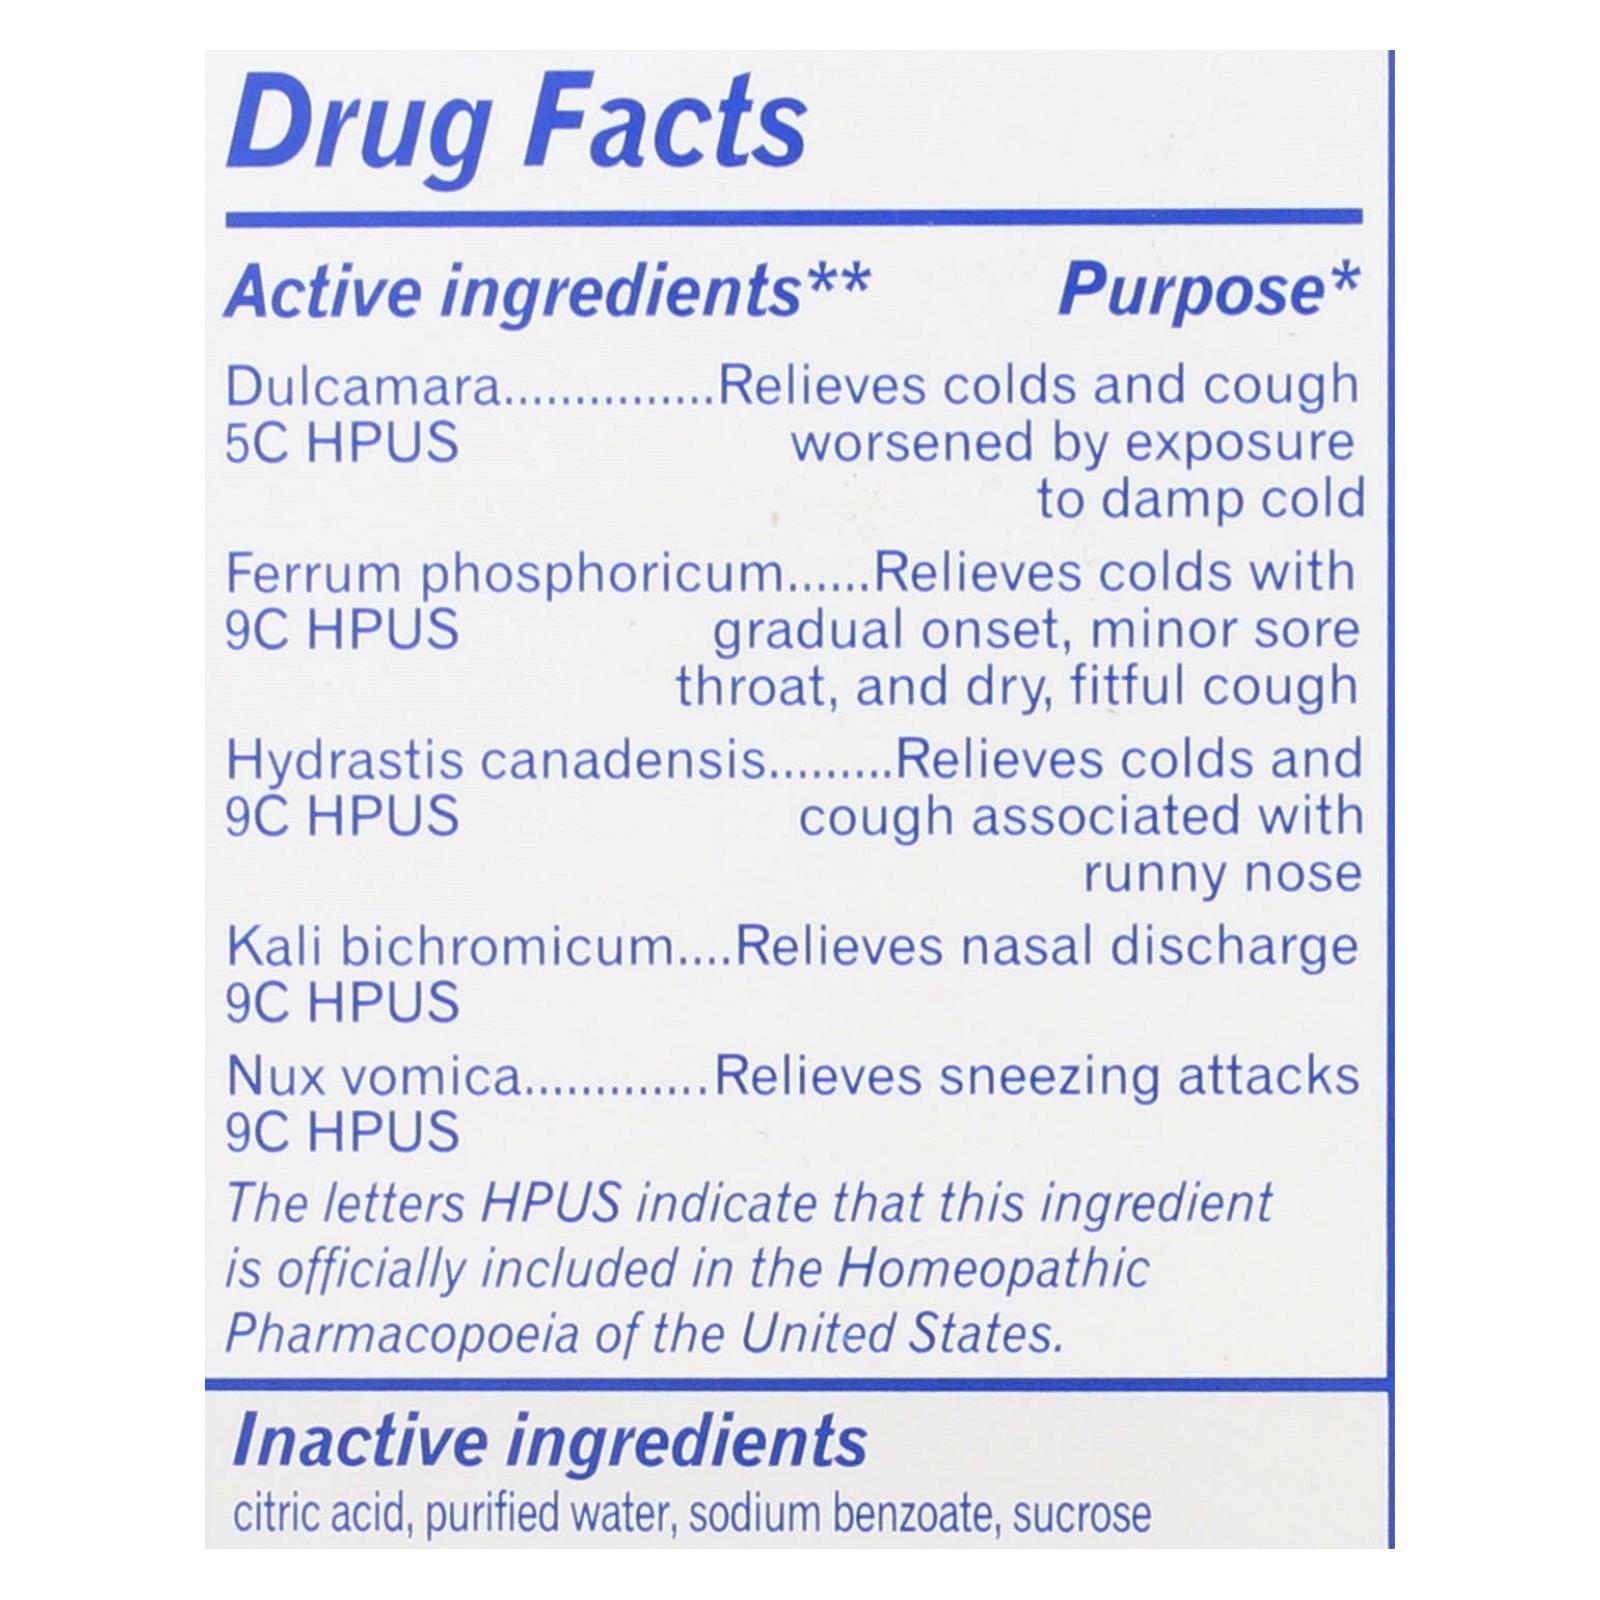 Drug Facts
Active ingredients** Purpose*
Dulcamara...............Relieves colds and cough
5C HPUS worsened by exposure
to damp cold
Ferrum phosphoricum......Relieves colds with
9C HPUS gradual onset, minor sore
throat, and dry, fitful cough
Hydrastis canadensis.........Relieves colds and
9C HPUS cough associated with
runny nose
Kali bichromicum....Relieves nasal discharge
9C HPUS
Nux vomica.............Relieves sneezing attacks
9C HPUS
The letters HPUS indicate that this ingredient
is officially included in the Homeopathic
Pharmacopoeia of the United States.
Inactive ingredients
citric acid, purified water, sodium benzoate, sucrose